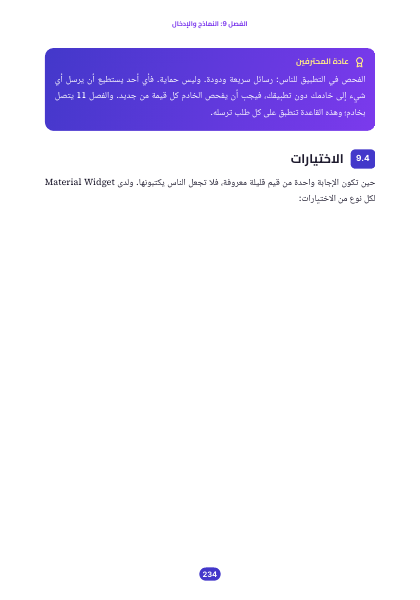 الفصل 9: النماذج والإدخال
عادة المحترفين
الفحص في التطبيق للناس: رسائل سريعة ودودة، وليس حماية. فأي أحد يستطيع أن يرسل أي
شيء إلى خادمك دون تطبيقك، فيجب أن يفحص الخادم كل قيمة من جديد. والفصل 11 يتصل
بخادم؛ وهذه القاعدة تنطبق على كل طلب ترسله.
9.4 الاختيارات
حين تكون الإجابة واحدة من قيم قليلة معروفة، فلا تجعل الناس يكتبونها. ولدى Material Widget
لكل نوع من الاختيارات:
234